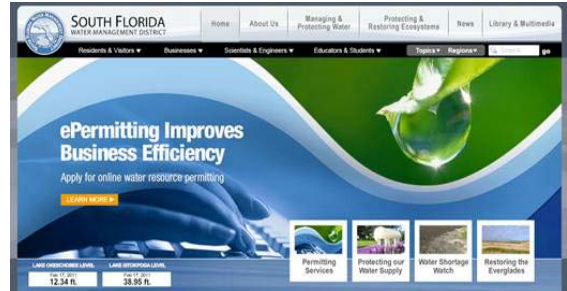 SOUTH FLORIDA
WATER MANAGEMENT DISTRICT
Home
About Us
Managing &
Protecting Water
Protecting &
Restoring Ecosystems
News
Library & Multimedia
Residents & Visitors ▼
Businesses ▼
Scientists & Engineers ▼
Educators & Students ▼
Topics ▼
Regions ▼
Search
go
ePermitting Improves
Business Efficiency
Apply for online water resource permitting
LEARN MORE ▶
Permitting
Services
Protecting our
Water Supply
Water Shortage
Watch
Restoring the
Everglades
LAKE OKEECHOBEE LEVEL
Feb 17, 2011
12.34 ft.
LAKE ISTOKPOGA LEVEL
Feb 17, 2011
38.95 ft.